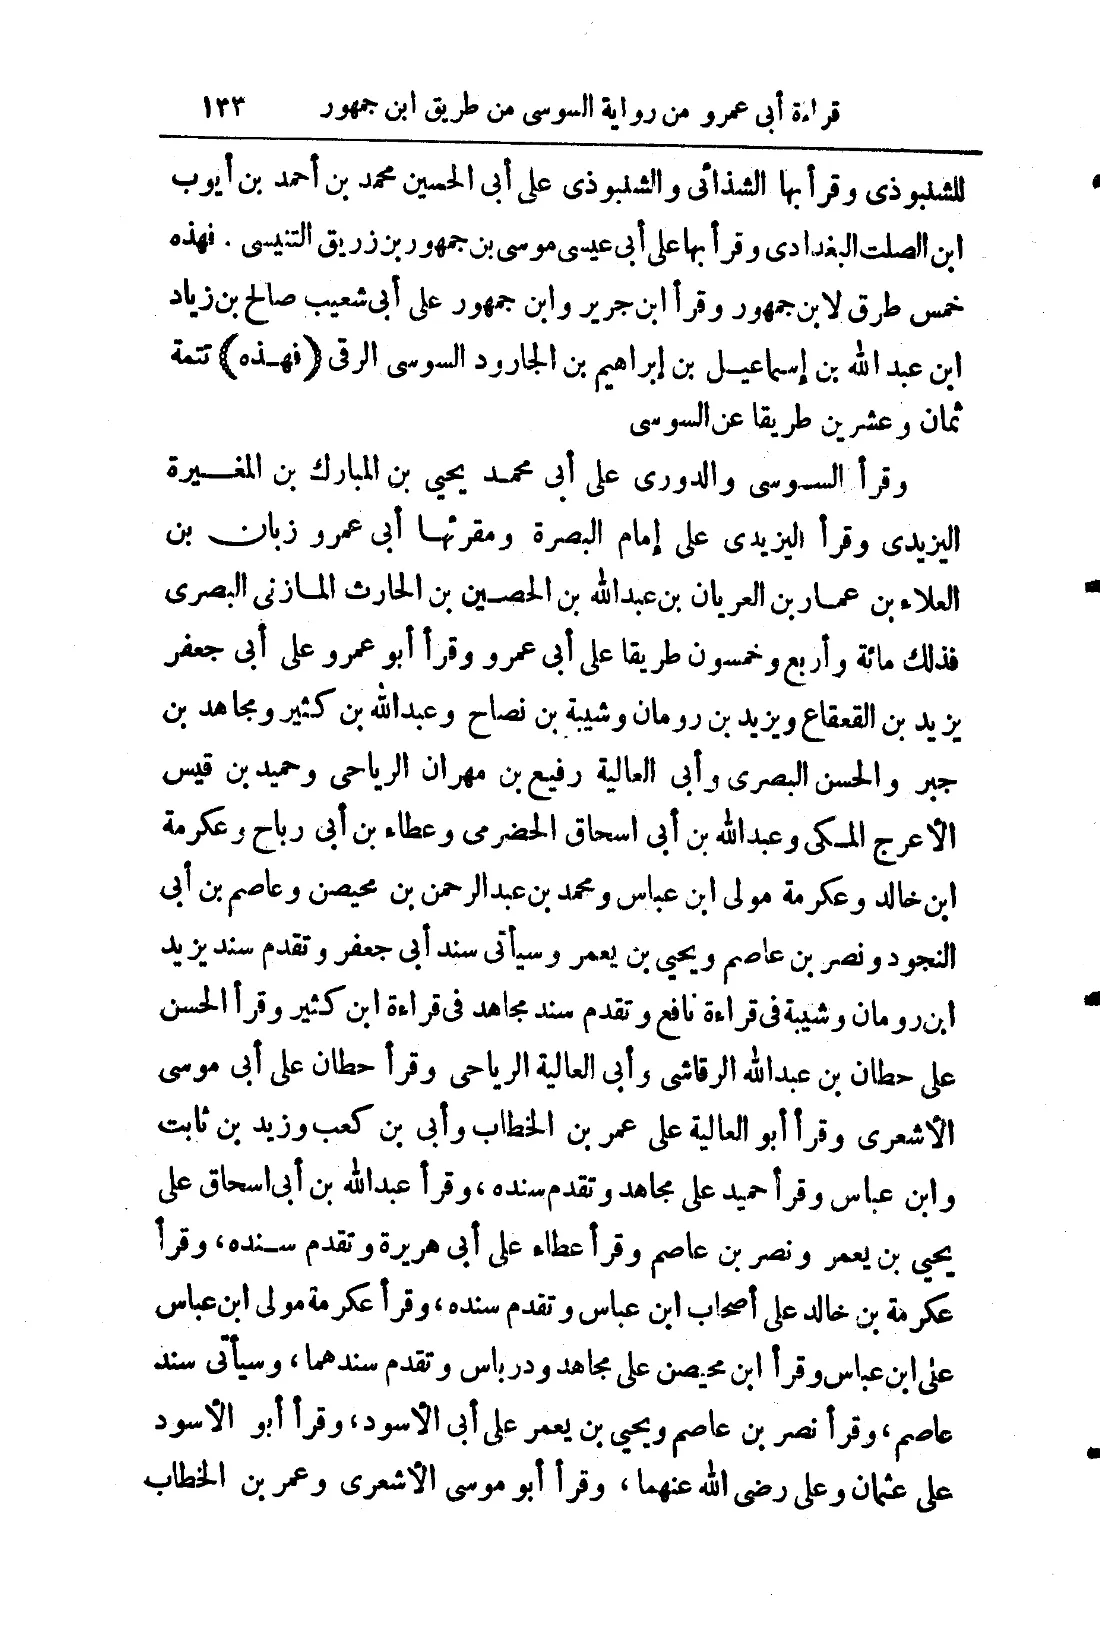 قراءة أبى عمرو من رواية السوسى من طريق ابن جمهور ١٣٣
للشنبوذى وقرأ بها الشذائى والشنبوذى على أبى الحسين محمد بن أحمد بن أيوب
ابن الصلت البغدادى وقرأ بها على أبى عيسى موسى بن جمهور بن زريق التنيسى . فهذه
خمس طرق لابن جمهور وقرأ ابن جرير وابن جمهور على أبى شعيب صالح بن زياد
ابن عبد الله بن إسماعيل بن إبراهيم بن الجارود السوسى الرقى (فهذه) تتمة
ثمان وعشرين طريقا عن السوسى
وقرأ السوسى والدورى على أبى محمد يحيى بن المبارك بن المغيرة
اليزيدى وقرأ اليزيدى على إمام البصرة ومقرئها أبى عمرو زبان بن
العلاء بن عمار بن العريان بن عبد الله بن الحصين بن الحارث المازنى البصرى
فذلك مائة وأربع وخمسون طريقا على أبى عمرو وقرأ أبو عمرو على أبى جعفر
يزيد بن القعقاع ويزيد بن رومان وشيبة بن نصاح وعبد الله بن كثير ومجاهد بن
جبر والحسن البصرى وأبى العالية رفيع بن مهران الرياحى وحميد بن قيس
الأعرج المكى وعبد الله بن أبى اسحاق الحضرمى وعطاء بن أبى رباح وعكرمة
ابن خالد وعكرمة مولى ابن عباس ومحمد بن عبد الرحمن بن محيصن وعاصم بن أبى
النجود ونصر بن عاصم ويحيى بن يعمر وسيأتى سند أبى جعفر وتقدم سند يزيد
ابن رومان وشيبة فى قراءة نافع وتقدم سند مجاهد فى قراءة ابن كثير وقرأ الحسن
على حطان بن عبد الله الرقاشى وأبى العالية الرياحى وقرأ حطان على أبى موسى
الأشعرى وقرأ أبو العالية على عمر بن الخطاب وأبى بن كعب وزيد بن ثابت
وابن عباس وقرأ حميد على مجاهد وتقدم سنده، وقرأ عبد الله بن أبى اسحاق على
يحيى بن يعمر ونصر بن عاصم وقرأ عطاء على أبى هريرة وتقدم سنده، وقرأ
عكرمة بن خالد على أصحاب ابن عباس وتقدم سنده، وقرأ عكرمة مولى ابن عباس
على ابن عباس وقرأ ابن محيصن على مجاهد ودرباس وتقدم سندهما، وسيأتى سند
عاصم، وقرأ نصر بن عاصم ويحيى بن يعمر على أبى الأسود، وقرأ أبو الأسود
على عثمان وعلى رضى الله عنهما، وقرأ أبو موسى الأشعرى وعمر بن الخطاب